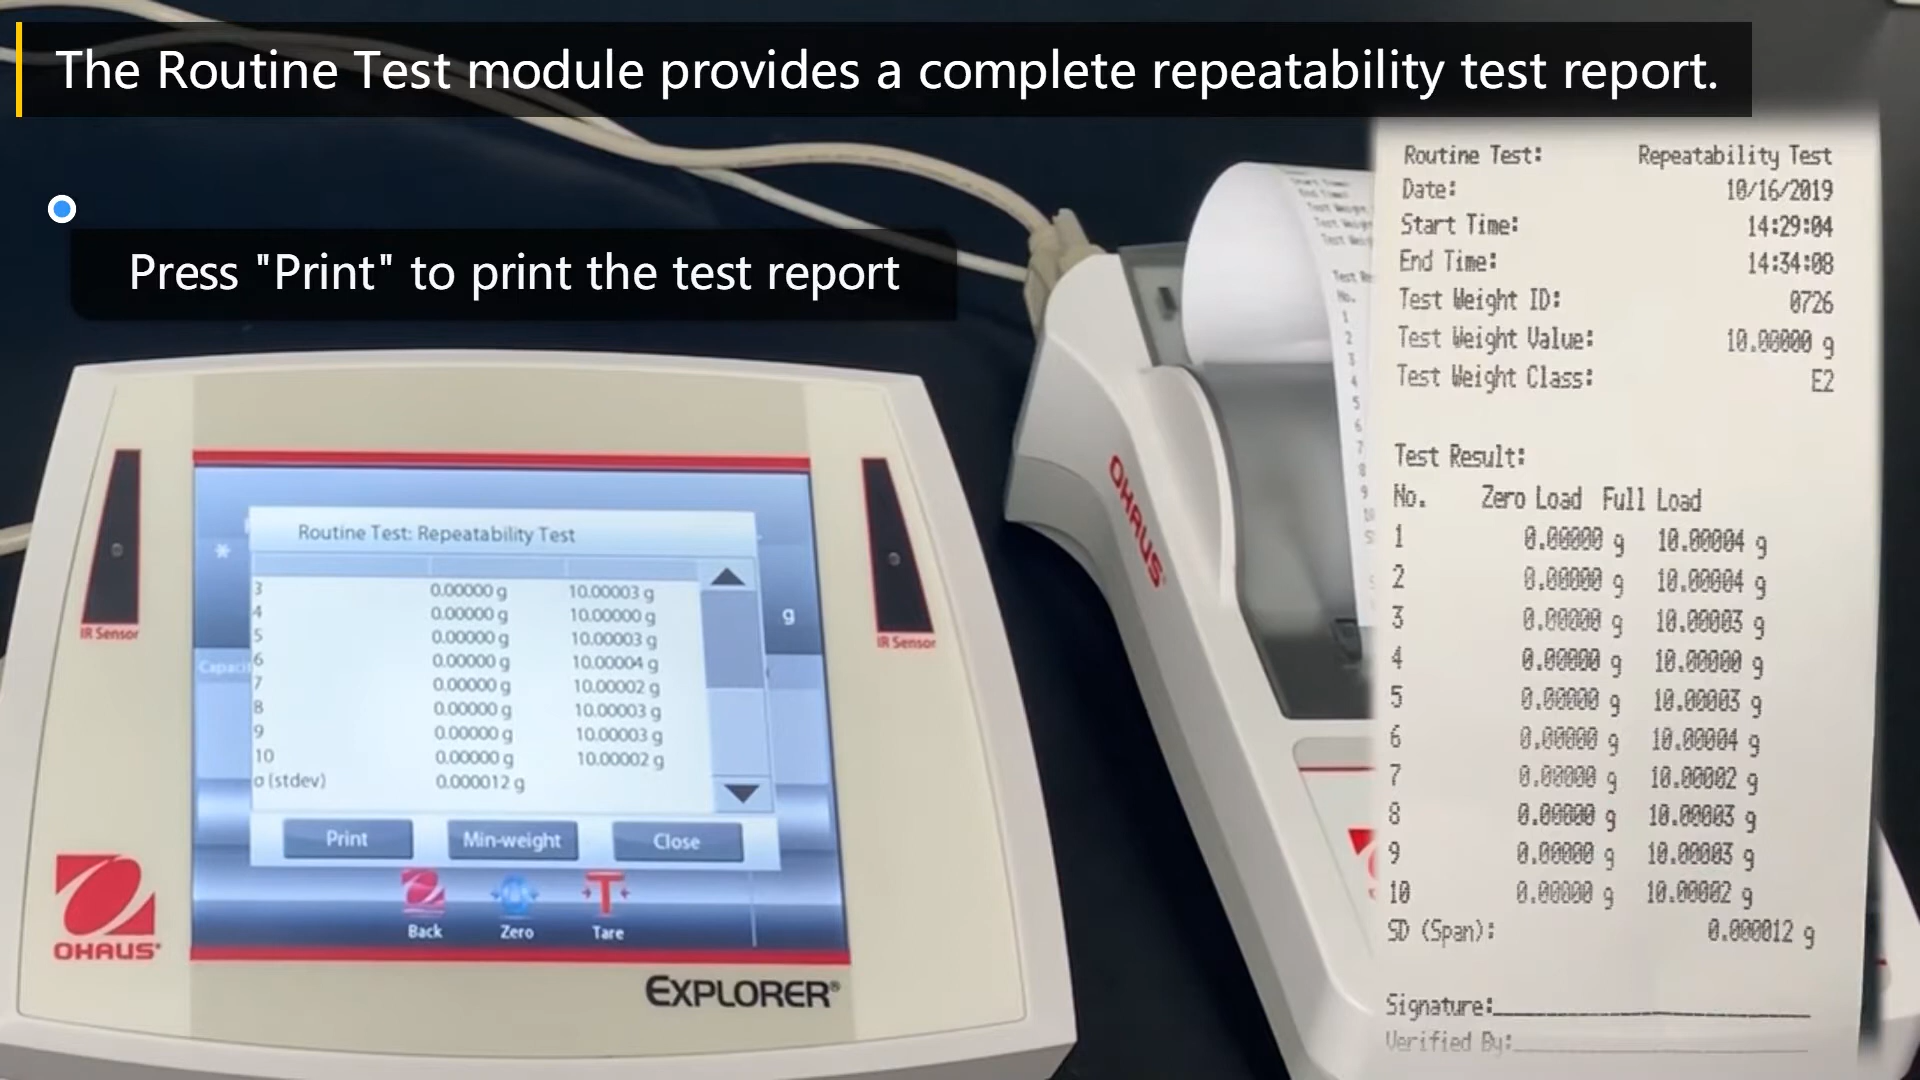 The Routine Test module provides a complete repeatability test report.
Press "Print" to print the test report
Routine Test: Repeatability Test
3 0.00000 g 10.00003 g
4 0.00000 g 10.00000 g
5 0.00000 g 10.00003 g
6 0.00000 g 10.00004 g
7 0.00000 g 10.00002 g
8 0.00000 g 10.00003 g
9 0.00000 g 10.00003 g
10 0.00000 g 10.00002 g
σ (stdev) 0.000012 g
Print Min-weight Close
Back Zero Tare
*
g
IR Sensor
IR Sensor
OHAUS
EXPLORER®
OHAUS
Routine Test: Repeatability Test
Date: 10/16/2019
Start Time: 14:29:04
End Time: 14:34:08
Test Weight ID: 0726
Test Weight Value: 10.00000 g
Test Weight Class: E2
Test Result:
No. Zero Load Full Load
1 0.00000 g 10.00004 g
2 0.00000 g 10.00004 g
3 0.00000 g 10.00003 g
4 0.00000 g 10.00000 g
5 0.00000 g 10.00003 g
6 0.00000 g 10.00004 g
7 0.00000 g 10.00002 g
8 0.00000 g 10.00003 g
9 0.00000 g 10.00003 g
10 0.00000 g 10.00002 g
SD (Span): 0.000012 g
Signature:
Verified By: